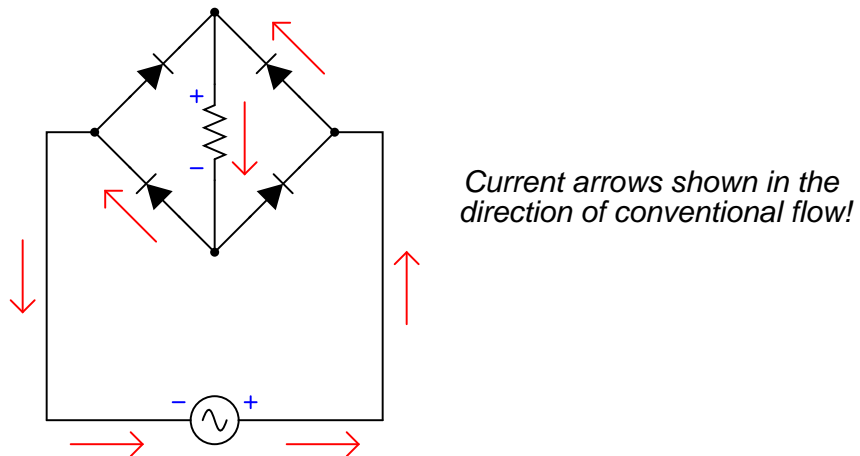 +
−
Current arrows shown in the
direction of conventional flow!
− +